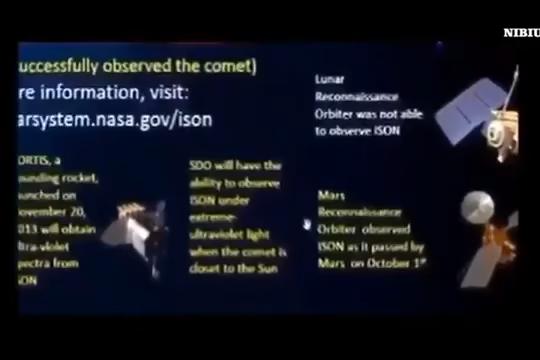 NIBIU
uccessfully observed the comet)
re information, visit:
arsystem.nasa.gov/ison
Lunar
Reconnaissance
Orbiter was not able
to observe ISON
ORTIS, a
unding rocket,
unched on
ovember 20,
013 will obtain
ltra-violet
pectra from
SON
SDO will have the
ability to observe
ISON under
extreme-
ultraviolet light
when the comet is
closet to the Sun
Mars
Reconnaissance
Orbiter observed
ISON as it passed by
Mars on October 1st